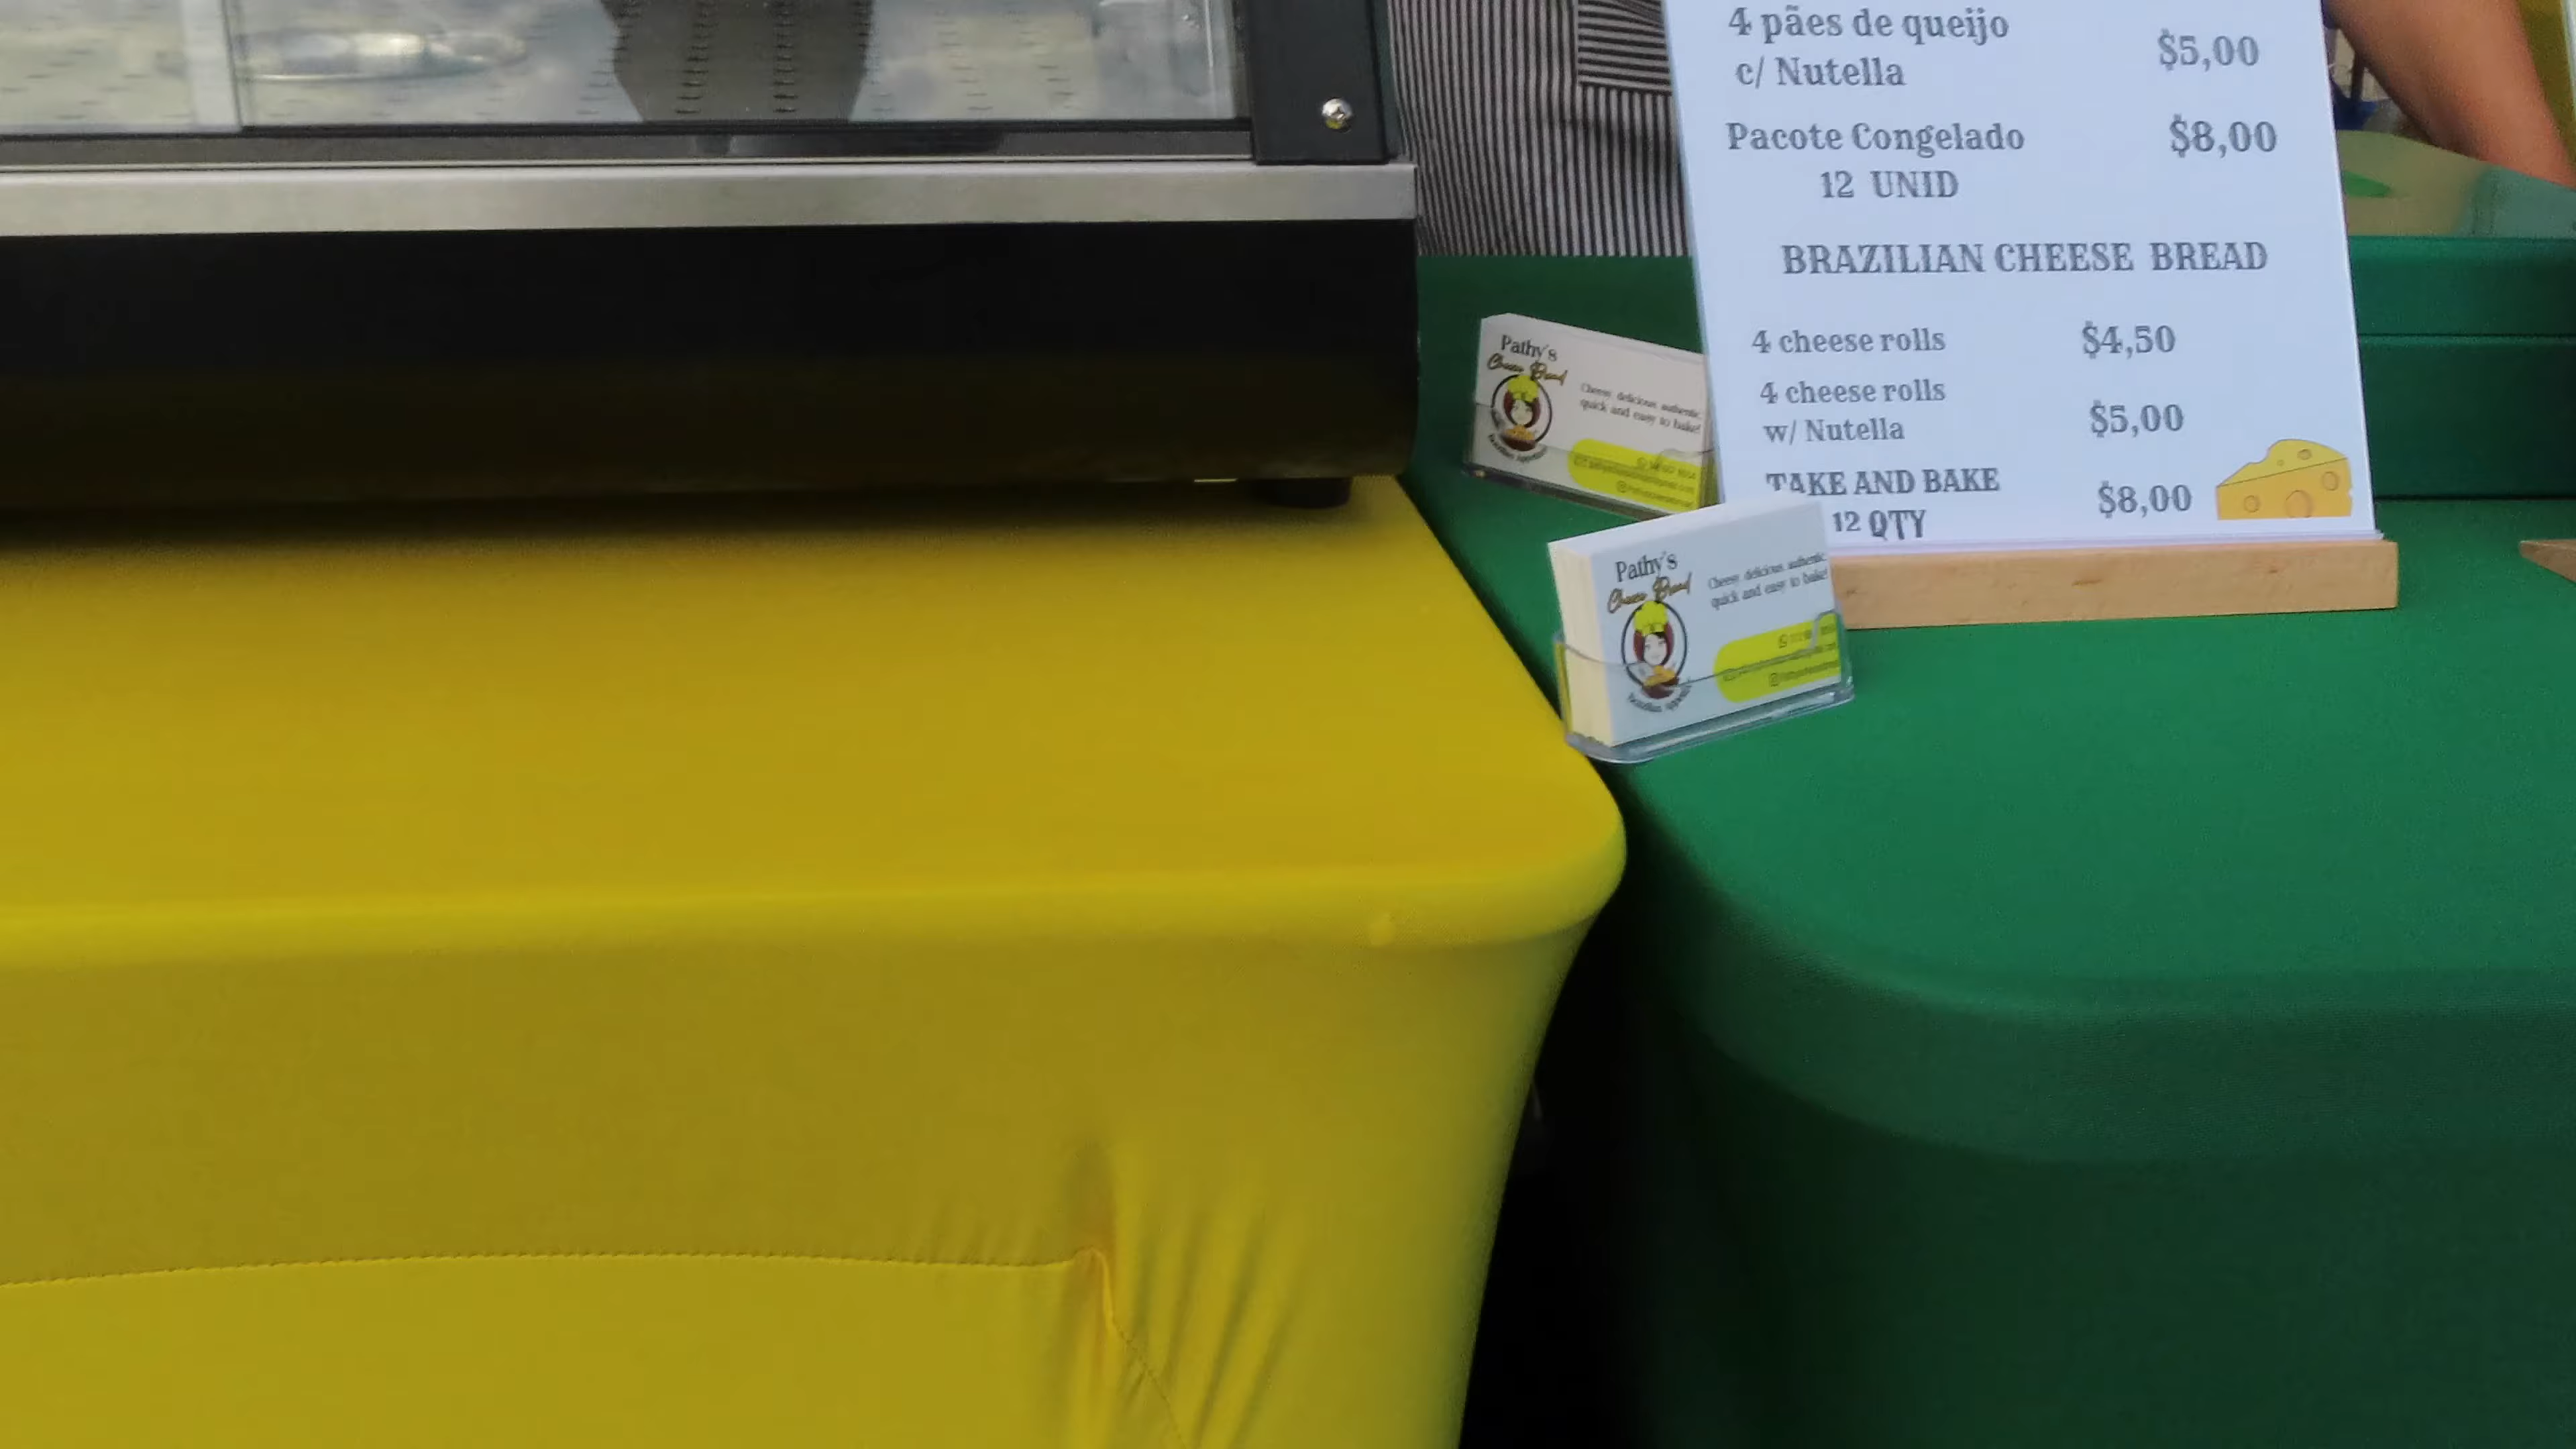 4 pães de queijo
c/ Nutella
$5,00
Pacote Congelado
$8,00
12 UNID
BRAZILIAN CHEESE BREAD
4 cheese rolls
$4,50
4 cheese rolls
w/ Nutella
$5,00
TAKE AND BAKE
12 QTY
$8,00
Pathy's
Cheese Bread
Cheesy, delicious, authentic,
quick and easy to bake!
Pathy's
Cheese Bread
Cheesy, delicious, authentic,
quick and easy to bake!